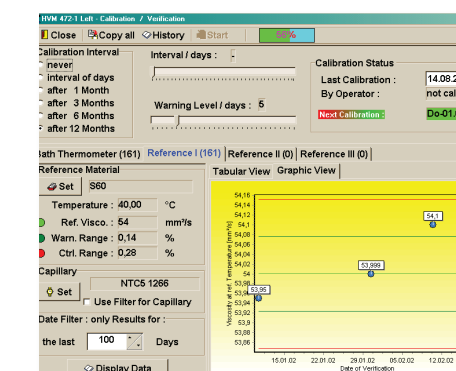 HVM 472-1 Left - Calibration / Verification
Close Copy all History Start 68%
Calibration Interval
never
interval of days
after 1 Month
after 3 Months
after 6 Months
after 12 Months
Interval / days : -
Warning Level / days : 5
Calibration Status
Last Calibration : 14.08.2
By Operator : not cal
Next Calibration : Do-01.
Bath Thermometer (161) Reference I (161) Reference II (0) Reference III (0)
Reference Material
Set S60
Temperature : 40,00 °C
Ref. Visco. : 54 mm²/s
Warn. Range : 0,14 %
Ctrl. Range : 0,28 %
Capillary
Set NTC5 1266
Use Filter for Capillary
Date Filter : only Results for :
the last 100 Days
Display Data
Tabular View Graphic View
Viscosity at ref. Temperature [mm²/s]
54,16
54,14
54,12
54,1
54,08
54,06
54,04
54,02
54
53,98
53,96
53,94
53,92
53,9
53,88
53,86
53,95
53,999
54,1
15.01.02 22.01.02 29.01.02 05.02.02 12.02.02
Date of Verification